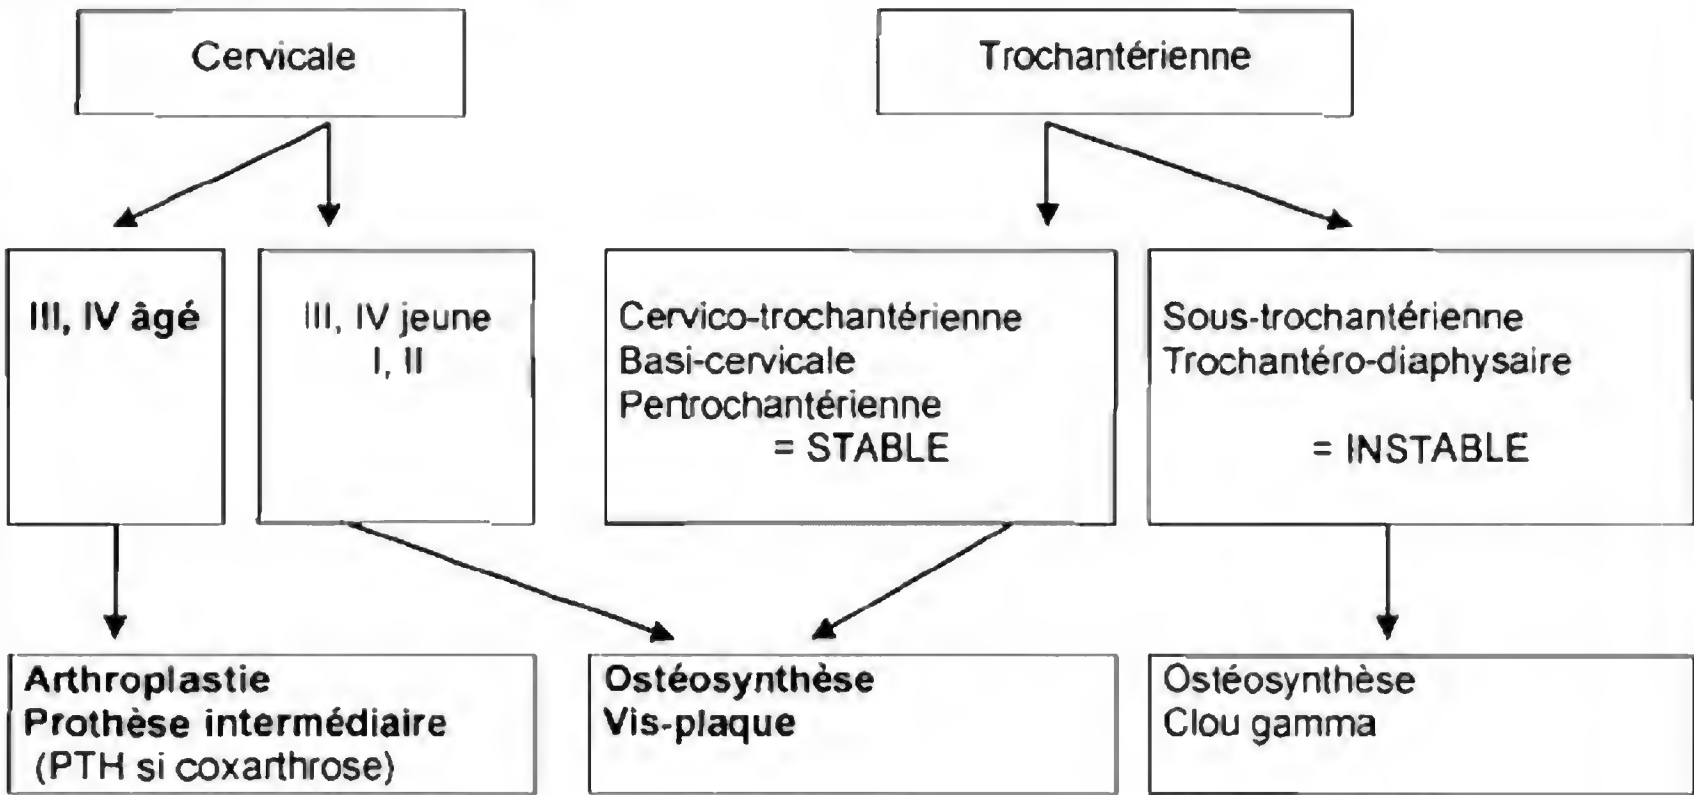 Cervicale
Trochantérienne
III, IV âgé
III, IV jeune
I, II
Cervico-trochantérienne
Basi-cervicale
Pertrochantérienne
= STABLE
Sous-trochantérienne
Trochantéro-diaphysaire
= INSTABLE
Arthroplastie
Prothèse intermédiaire
(PTH si coxarthrose)
Ostéosynthèse
Vis-plaque
Ostéosynthèse
Clou gamma